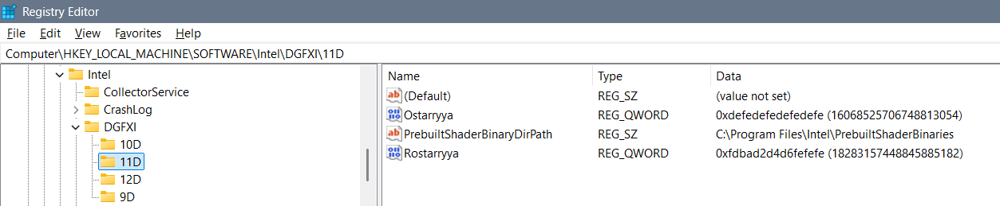 Registry Editor
File Edit View Favorites Help
Computer\HKEY_LOCAL_MACHINE\SOFTWARE\Intel\DGFXI\11D
Intel
CollectorService
CrashLog
DGFXI
10D
11D
12D
9D
Name Type Data
(Default) REG_SZ (value not set)
Ostarryya REG_QWORD 0xdefedefedefedefe (16068525706748813054)
PrebuiltShaderBinaryDirPath REG_SZ C:\Program Files\Intel\PrebuiltShaderBinaries
Rostarryya REG_QWORD 0xfdbad2d4d6fefefe (18283157448845885182)